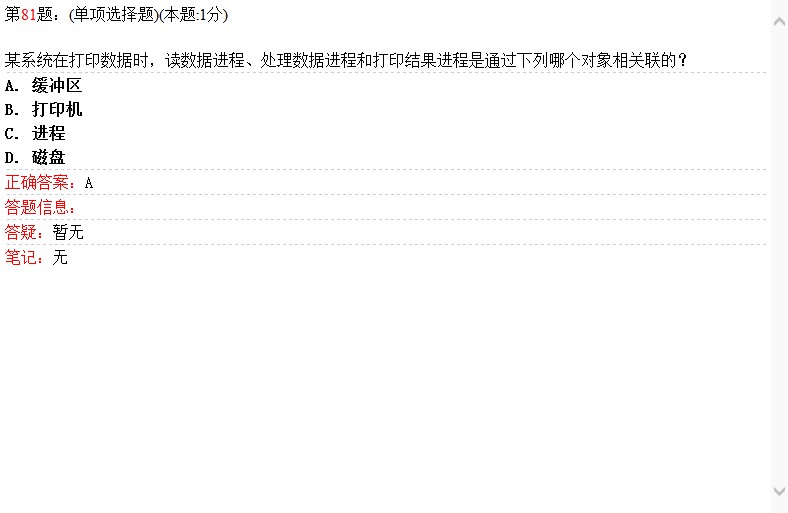 第81题：(单项选择题)(本题:1分)
某系统在打印数据时，读数据进程、处理数据进程和打印结果进程是通过下列哪个对象相关联的？
A. 缓冲区
B. 打印机
C. 进程
D. 磁盘
正确答案：A
答题信息：
答疑：暂无
笔记：无